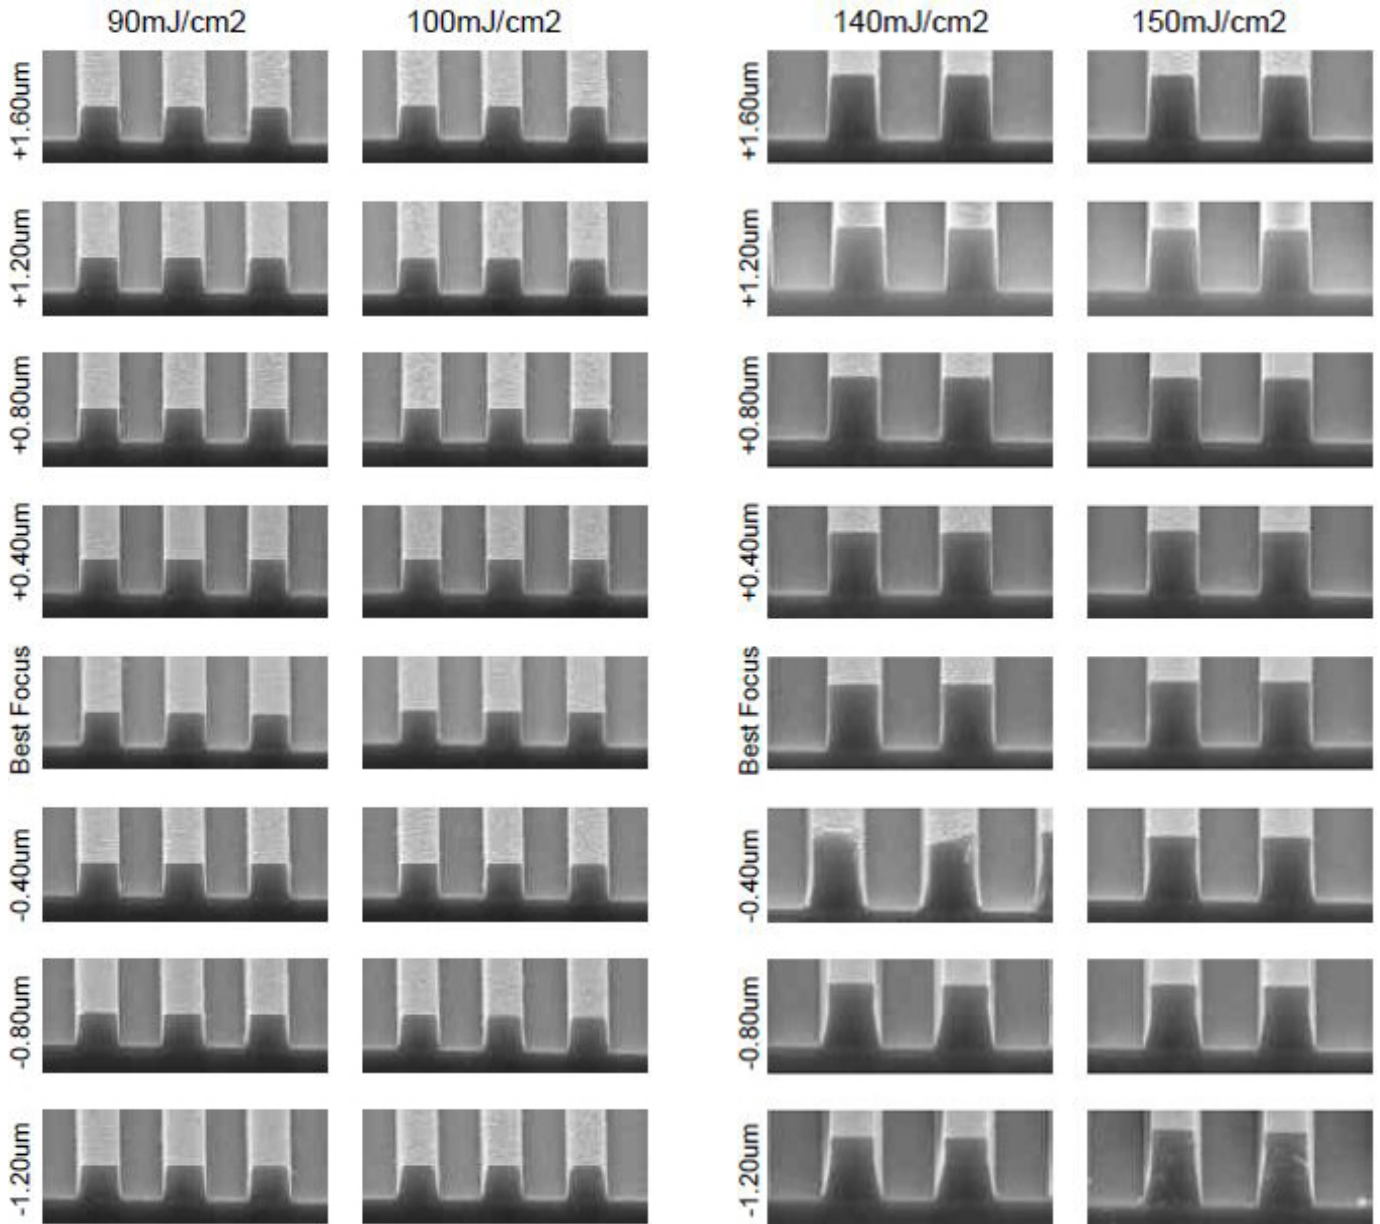 90mJ/cm2 100mJ/cm2 140mJ/cm2 150mJ/cm2
+1.60um +1.60um
+1.20um +1.20um
+0.80um +0.80um
+0.40um +0.40um
Best Focus Best Focus
-0.40um -0.40um
-0.80um -0.80um
-1.20um -1.20um